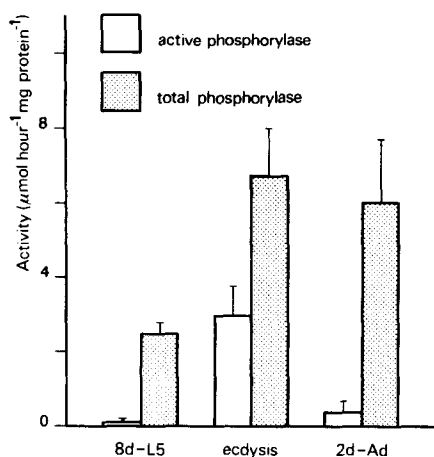 active phosphorylase
total phosphorylase
Activity (μmol hour⁻¹ mg protein⁻¹)
8
4
0
8d-L5 ecdysis 2d-Ad